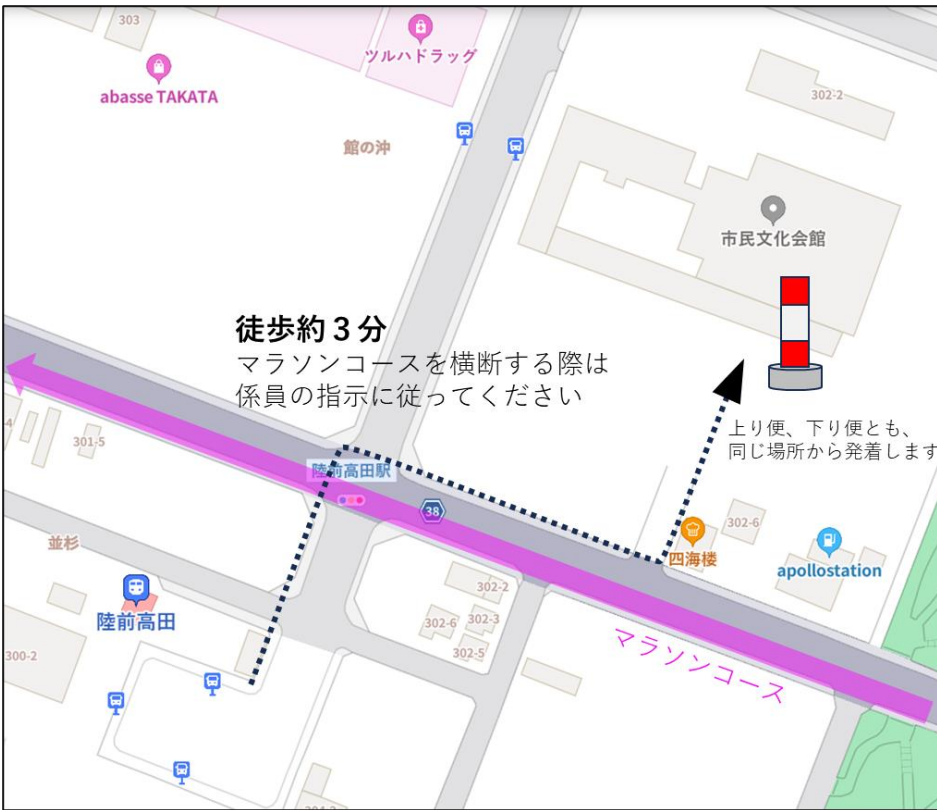 303
ツルハドラッグ
abasse TAKATA
302-2
館の沖
市民文化会館
徒歩約３分
マラソンコースを横断する際は
係員の指示に従ってください
上り便、下り便とも、
同じ場所から発着します
301-5
陸前高田駅
38
並杉
302-6
四海楼
apollostation
302-2
陸前高田
302-6
302-3
302-5
300-2
マラソンコース